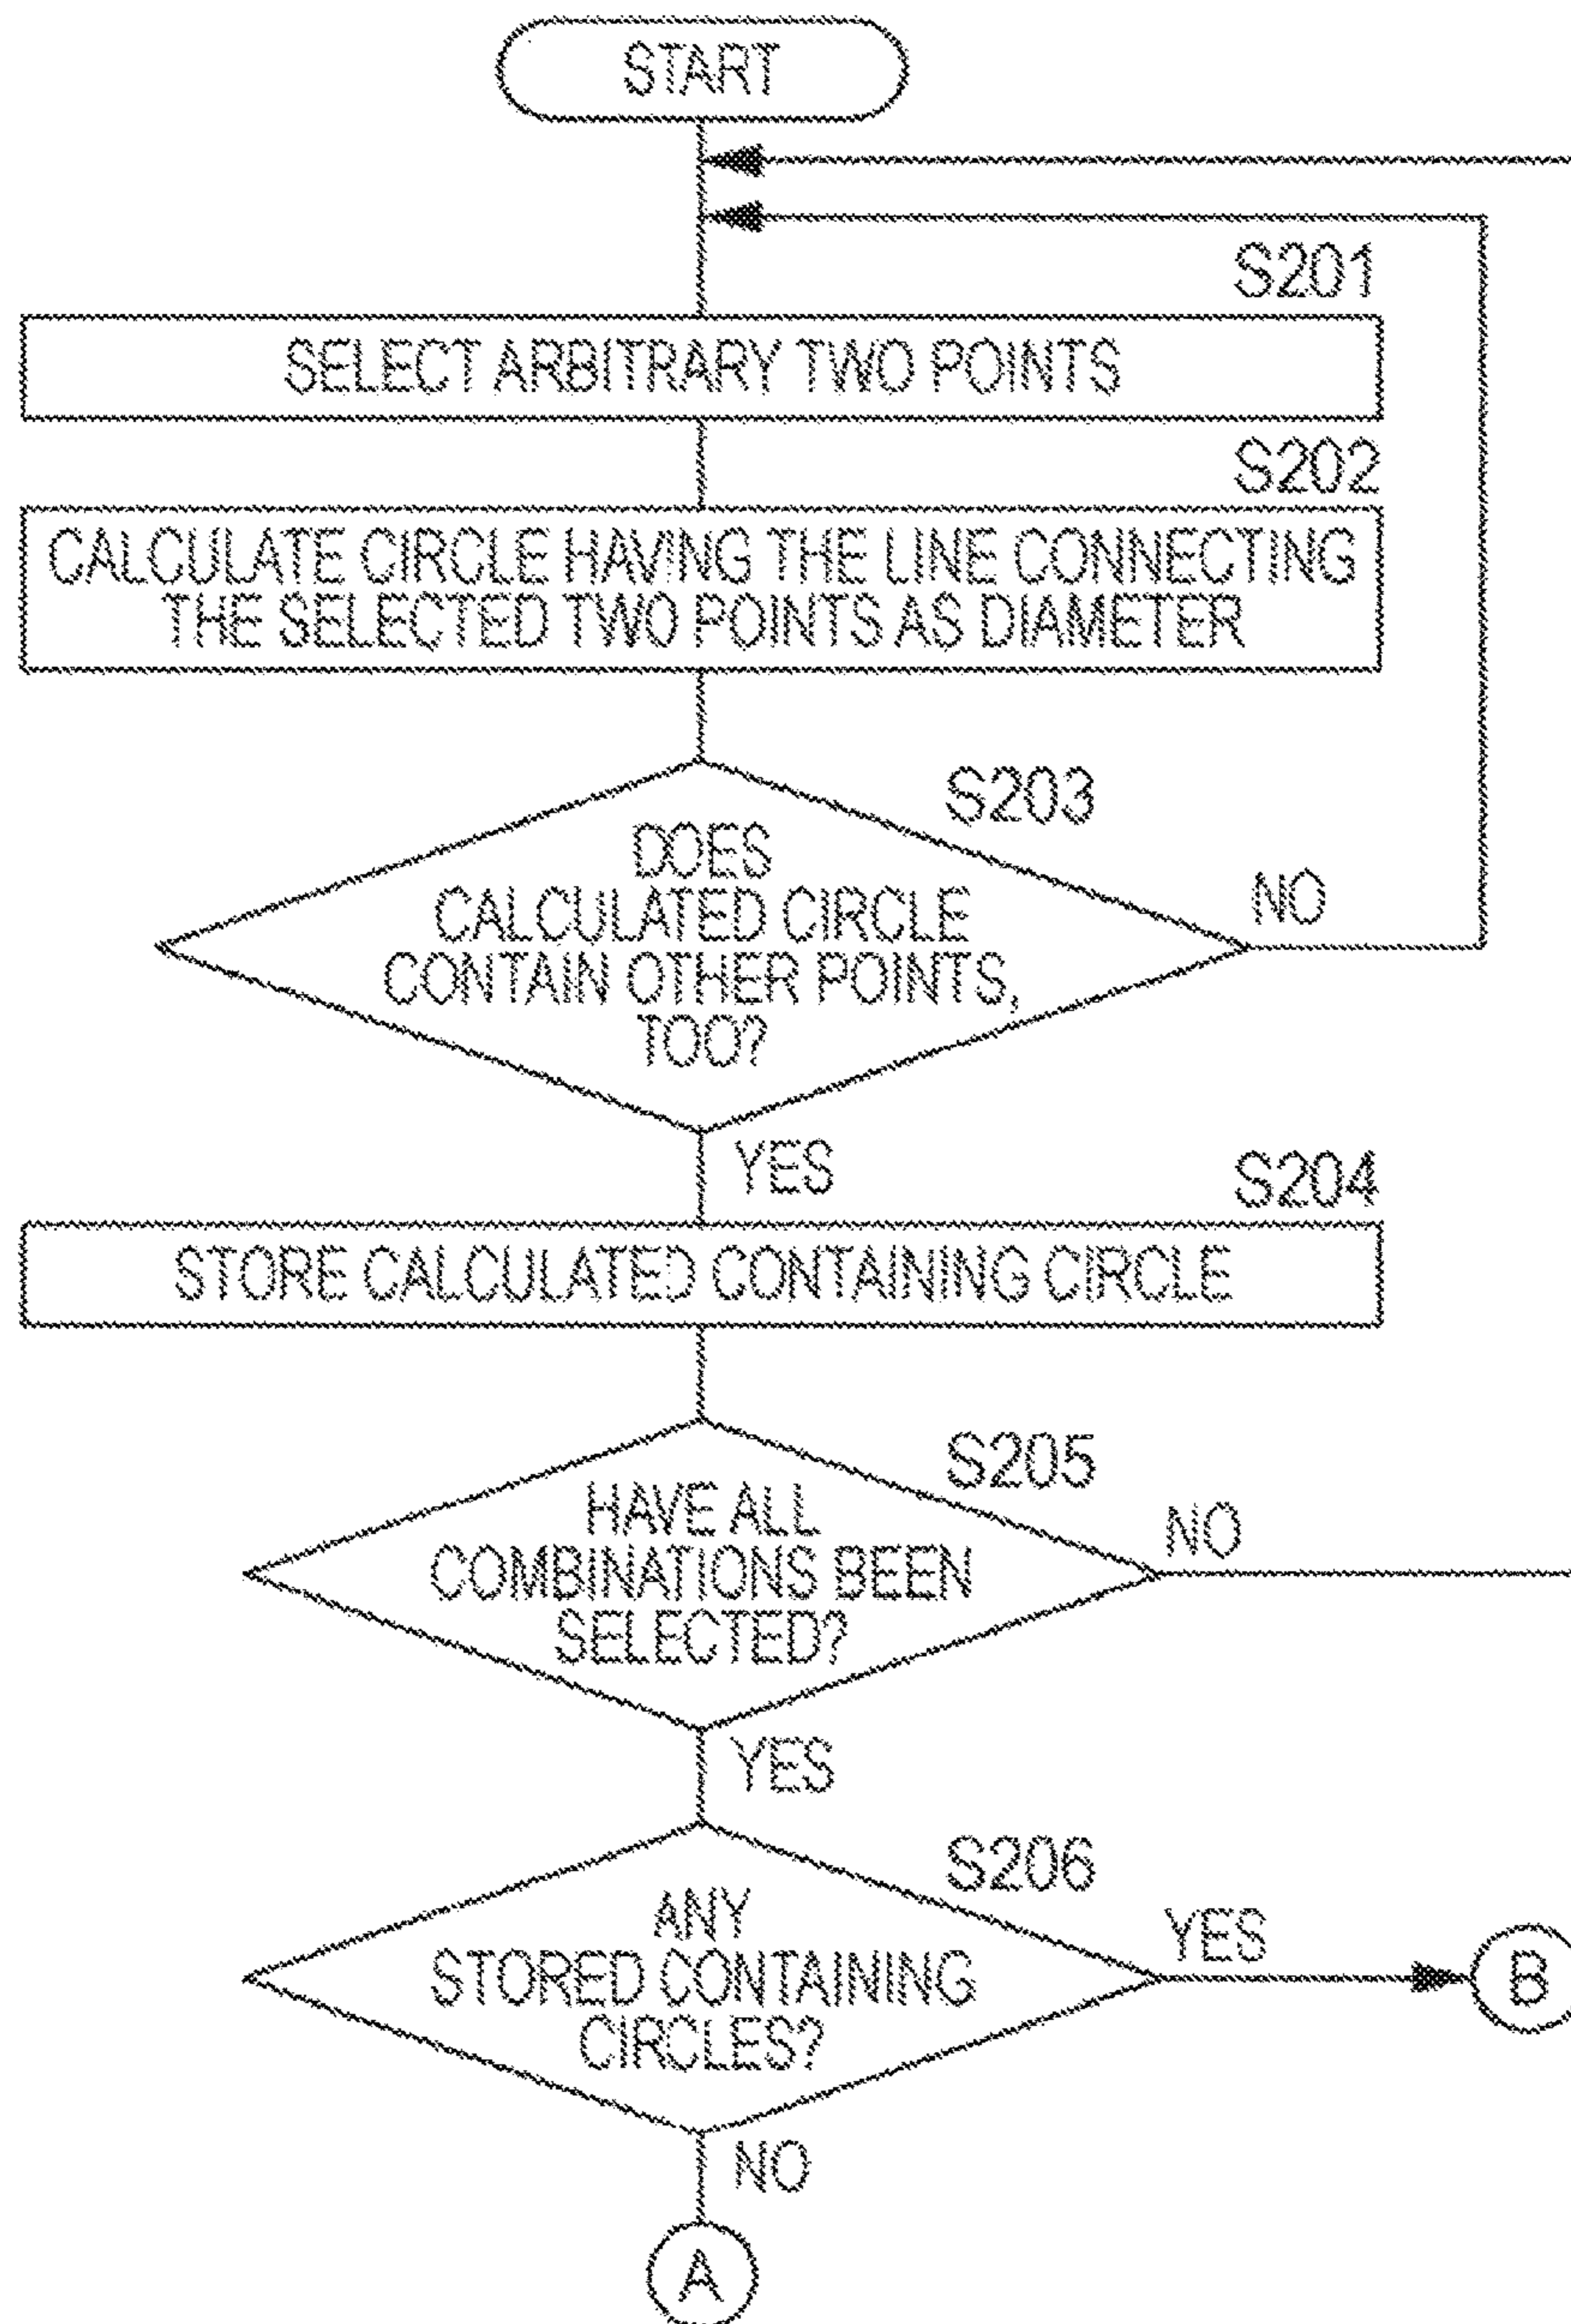 START
S201
SELECT ARBITRARY TWO POINTS
S202
CALCULATE CIRCLE HAVING THE LINE CONNECTING
THE SELECTED TWO POINTS AS DIAMETER
S203
DOES
CALCULATED CIRCLE
CONTAIN OTHER POINTS,
TOO?
NO
YES
S204
STORE CALCULATED CONTAINING CIRCLE
S205
HAVE ALL
COMBINATIONS BEEN
SELECTED?
NO
YES
S206
ANY
STORED CONTAINING
CIRCLES?
YES
B
NO
A